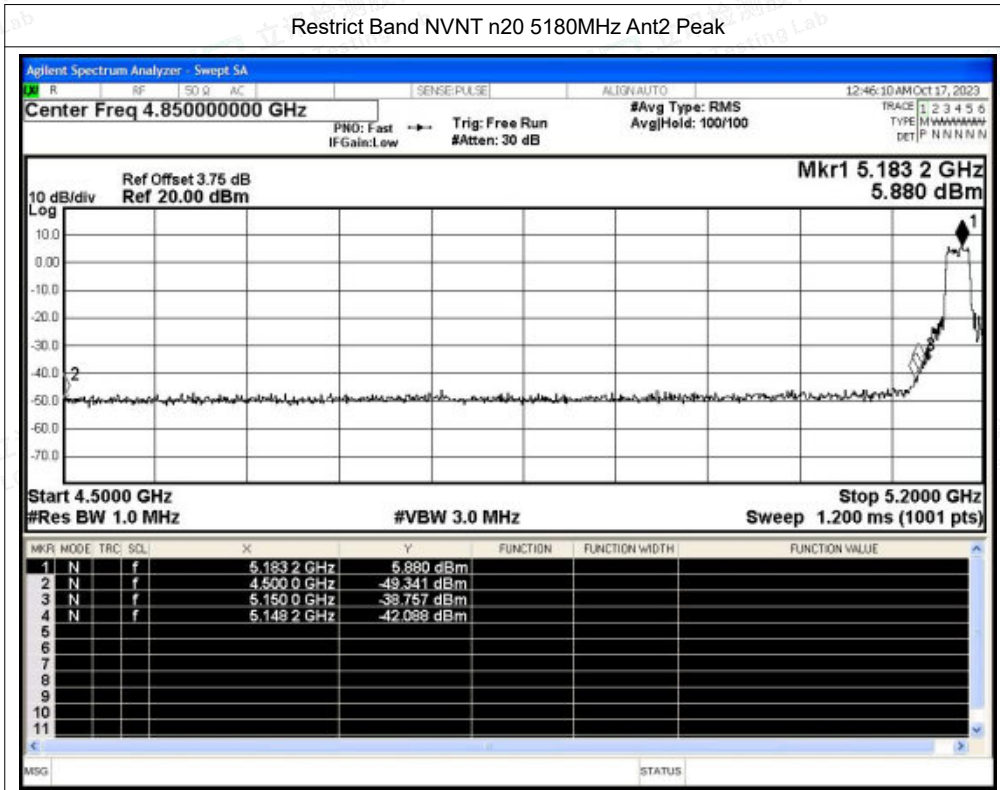 Restrict Band NVNT n20 5180MHz Ant2 Peak
Agilent Spectrum Analyzer - Swept SA
R RF 50 Ω AC SENSE:PULSE ALIGNAUTO 12:46:10 AM Oct 17, 2023
Center Freq 4.850000000 GHz
PNO: Fast
IFGain:Low
Trig: Free Run
#Atten: 30 dB
#Avg Type: RMS
Avg|Hold: 100/100
TRACE 1 2 3 4 5 6
TYPE M
DET P N N N N N
Mkr1 5.183 2 GHz
5.880 dBm
Ref Offset 3.75 dB
10 dB/div Ref 20.00 dBm
Log
10.0
0.00
-10.0
-20.0
-30.0
-40.0
-50.0
-60.0
-70.0
1
2
Start 4.5000 GHz Stop 5.2000 GHz
#Res BW 1.0 MHz #VBW 3.0 MHz Sweep 1.200 ms (1001 pts)
MKR MODE TRC SCL X Y FUNCTION FUNCTION WIDTH FUNCTION VALUE
1 N f 5.183 2 GHz 5.880 dBm
2 N f 4.500 0 GHz -49.341 dBm
3 N f 5.150 0 GHz -38.757 dBm
4 N f 5.148 2 GHz -42.088 dBm
5
6
7
8
9
10
11
MSG STATUS